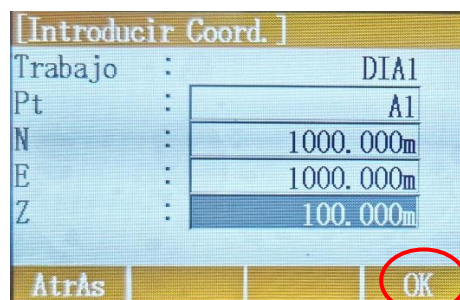 [Introducir Coord.]
Trabajo : DIA1
Pt : A1
N : 1000.000m
E : 1000.000m
Z : 100.000m
AtrAs OK